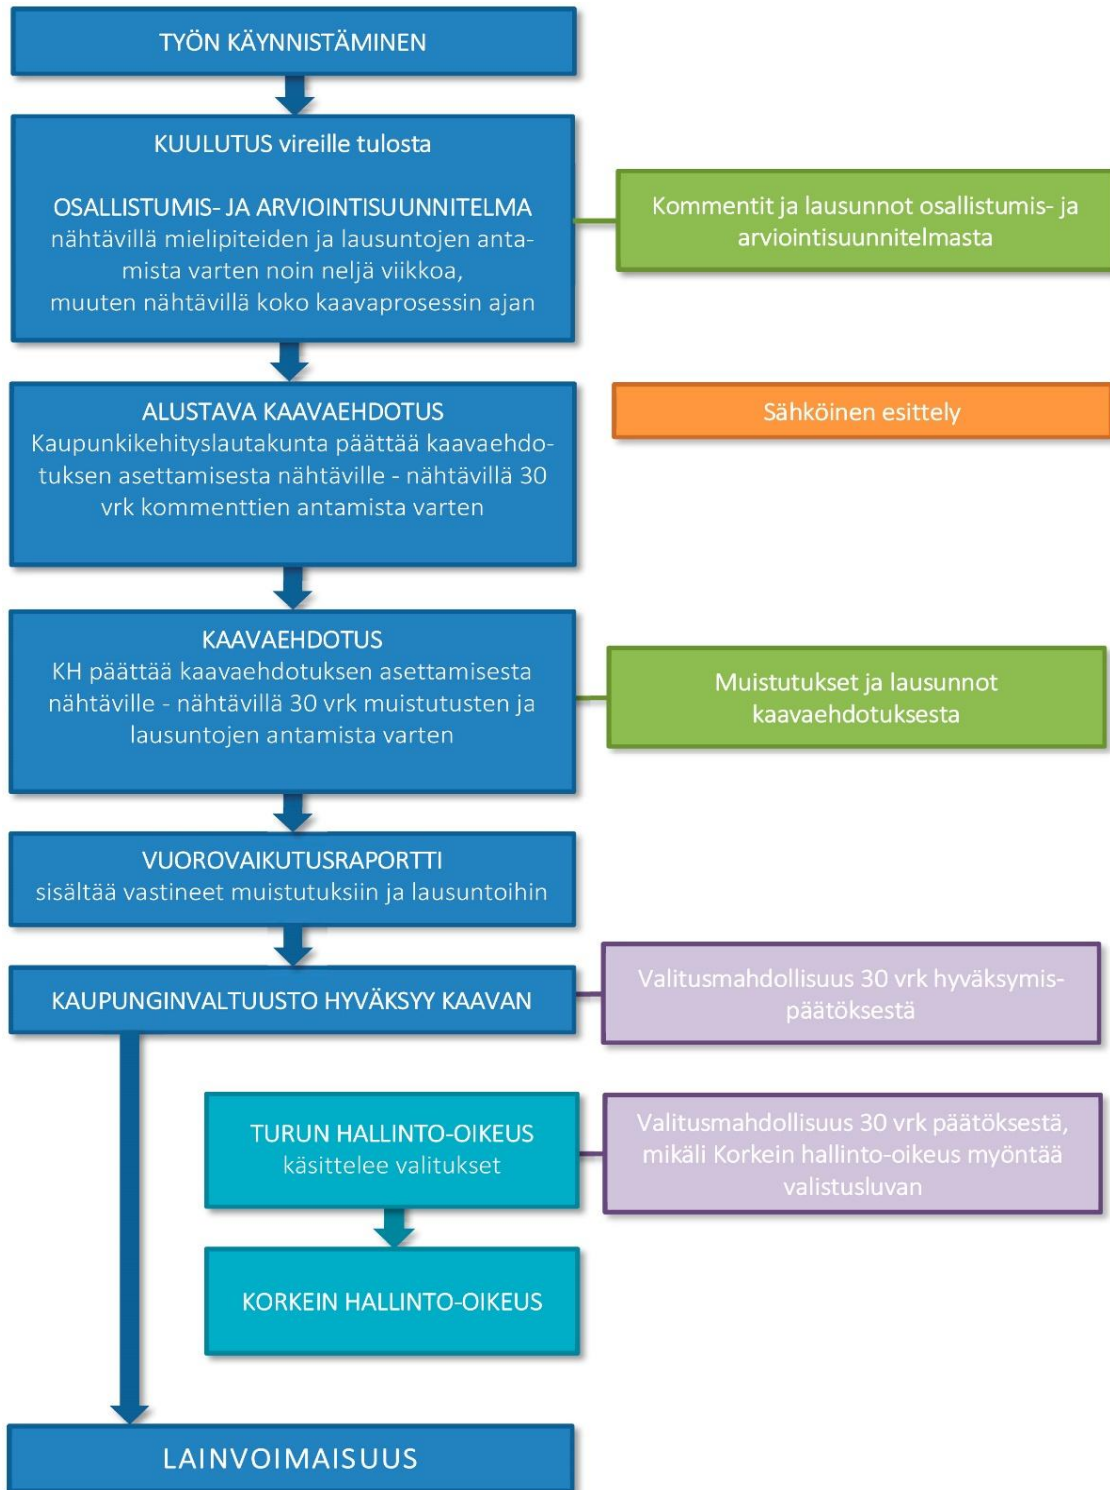 TYÖN KÄYNNISTÄMINEN
KUULUTUS vireille tulosta
OSALLISTUMIS- JA ARVIOINTISUUNNITELMA
nähtävillä mielipiteiden ja lausuntojen anta-
mista varten noin neljä viikkoa,
muuten nähtävillä koko kaavaprosessin ajan
Kommentit ja lausunnot osallistumis- ja
arviointisuunnitelmasta
ALUSTAVA KAAVAEHDOTUS
Kaupunkikehityslautakunta päättää kaavaehdo-
tuksen asettamisesta nähtäville - nähtävillä 30
vrk kommenttien antamista varten
Sähköinen esittely
KAAVAEHDOTUS
KH päättää kaavaehdotuksen asettamisesta
nähtäville - nähtävillä 30 vrk muistutusten ja
lausuntojen antamista varten
Muistutukset ja lausunnot
kaavaehdotuksesta
VUOROVAIKUTUSRAPORTTI
sisältää vastineet muistutuksiin ja lausuntoihin
KAUPUNGINVALTUUSTO HYVÄKSYY KAAVAN
Valitusmahdollisuus 30 vrk hyväksymis-
päätöksestä
TURUN HALLINTO-OIKEUS
käsittelee valitukset
Valitusmahdollisuus 30 vrk päätöksestä,
mikäli Korkein hallinto-oikeus myöntää
valistusluvan
KORKEIN HALLINTO-OIKEUS
LAINVOIMAISUUS